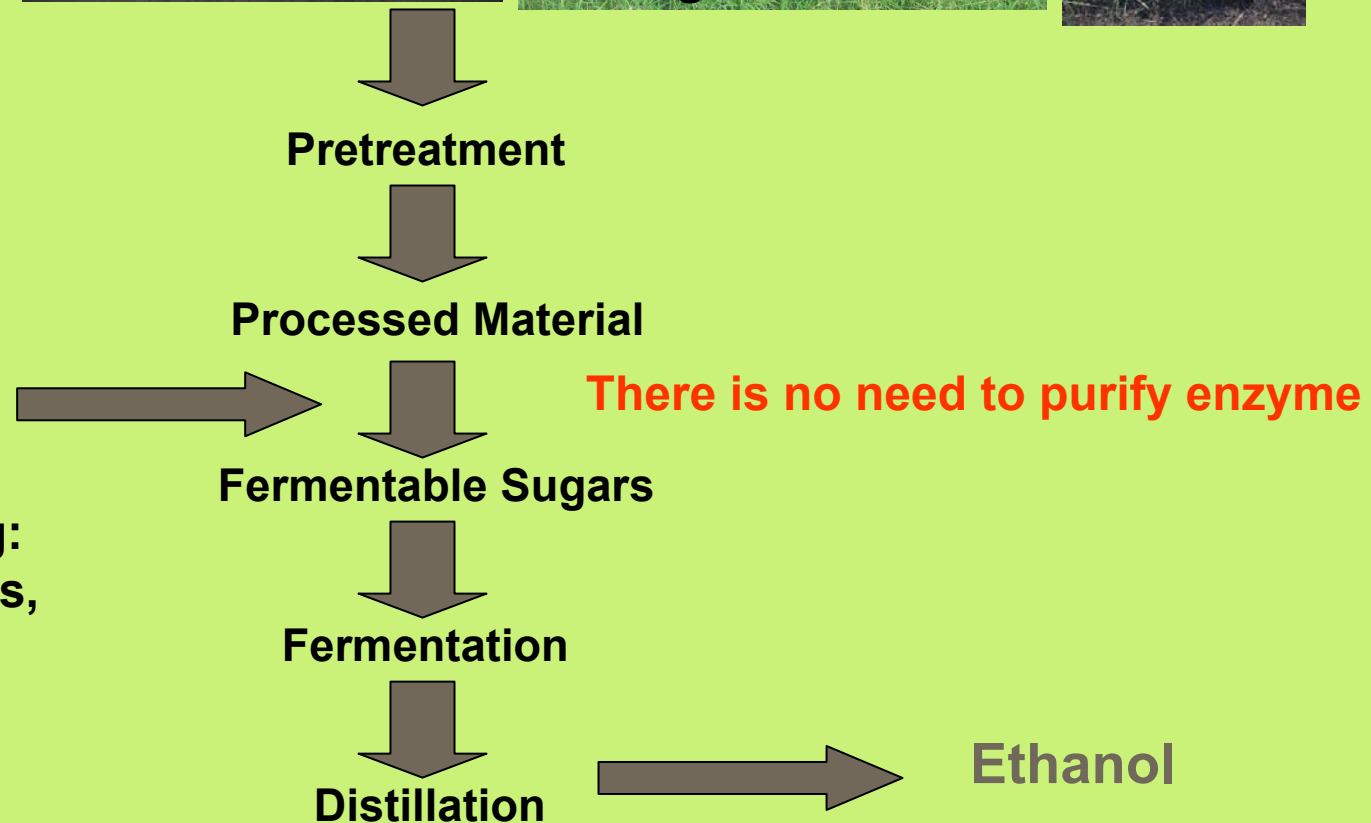 Pretreatment
Processed Material
There is no need to purify enzyme
Fermentable Sugars
Fermentation
Ethanol
Distillation